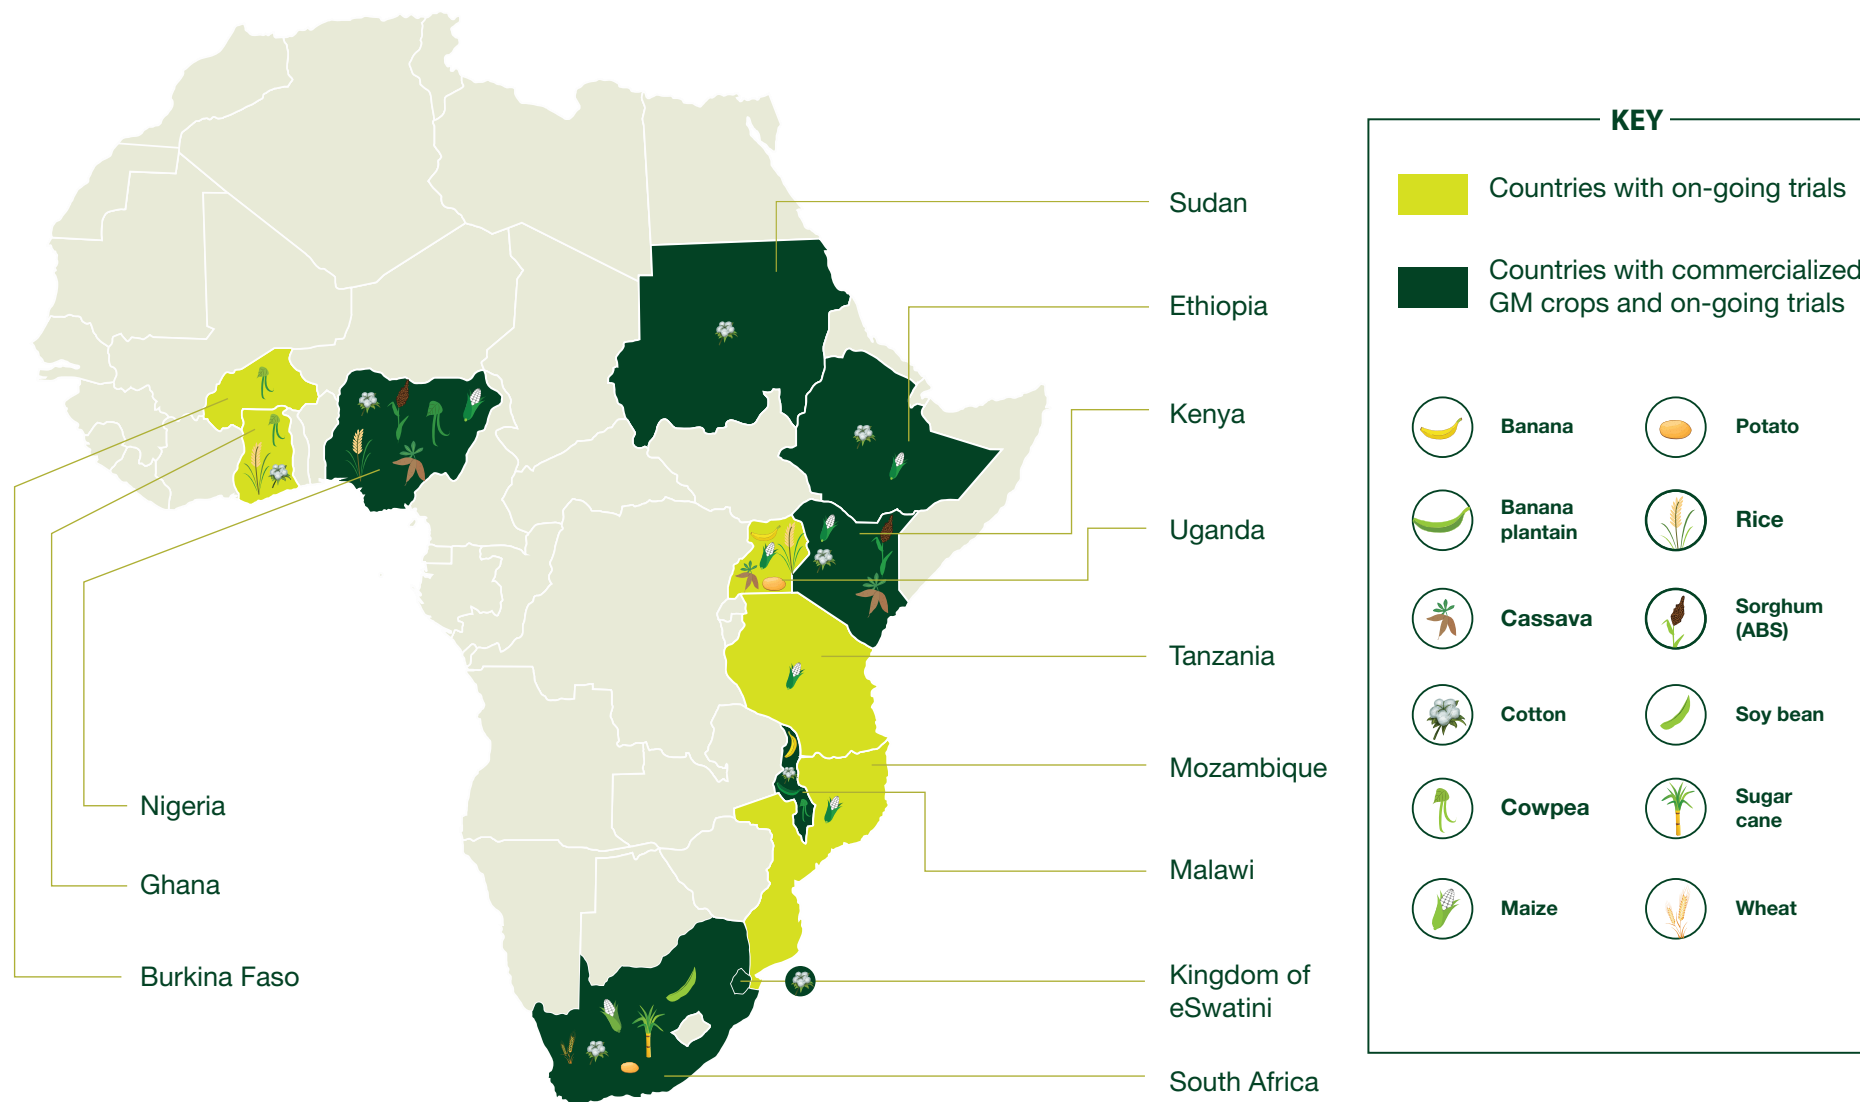 Sudan
Ethiopia
Kenya
Uganda
Tanzania
Mozambique
Malawi
Kingdom of
eSwatini
South Africa
Nigeria
Ghana
Burkina Faso
KEY
Countries with on-going trials
Countries with commercialized
GM crops and on-going trials
Banana
Potato
Banana
plantain
Rice
Cassava
Sorghum
(ABS)
Cotton
Soy bean
Cowpea
Sugar
cane
Maize
Wheat